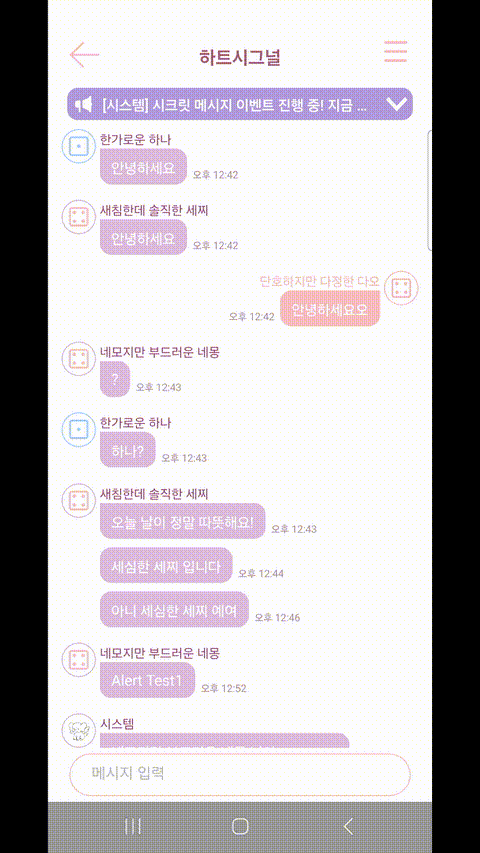 하트시그널
[시스템] 시크릿 메시지 이벤트 진행 중! 지금 ...
한가로운 하나
안녕하세요
오후 12:42
새침한데 솔직한 세찌
안녕하세요
오후 12:42
단호하지만 다정한 다오
안녕하세요오
오후 12:42
네모지만 부드러운 네몽
?
오후 12:43
한가로운 하나
하나?
오후 12:43
새침한데 솔직한 세찌
오늘 날이 정말 따뜻해요!
오후 12:43
세심한 세찌 입니다
오후 12:44
아니 세심한 세찌 예여
오후 12:46
네모지만 부드러운 네몽
Alert Test1
오후 12:52
시스템
메시지 입력